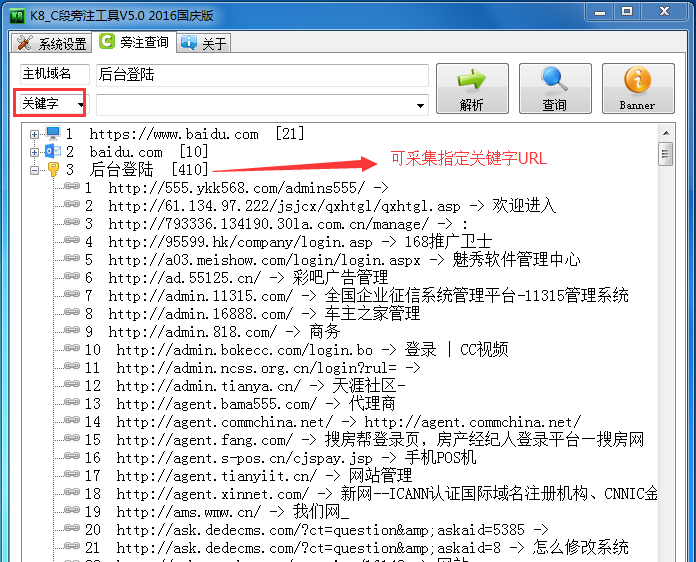 K8_C段旁注工具V5.0 2016国庆版
系统设置 旁注查询 关于
主机域名 后台登陆
关键字
解析 查询 Banner
1 https://www.baidu.com [21]
2 baidu.com [10]
3 后台登陆 [410] 可采集指定关键字URL
1 http://555.ykk568.com/admins555/ ->
2 http://61.134.97.222/jsjcx/qxhtgl/qxhtgl.asp -> 欢迎进入
3 http://793336.134190.30la.com.cn/manage/ -> :
4 http://95599.hk/company/login.asp -> 168推广卫士
5 http://a03.meishow.com/login/login.aspx -> 魅秀软件管理中心
6 http://ad.55125.cn/ -> 彩吧广告管理
7 http://admin.11315.com/ -> 全国企业征信系统管理平台-11315管理系统
8 http://admin.16888.com/ -> 车主之家管理
9 http://admin.818.com/ -> 商务
10 http://admin.bokecc.com/login.bo -> 登录 | CC视频
11 http://admin.ncss.org.cn/login?rul= ->
12 http://admin.tianya.cn/ -> 天涯社区-
13 http://agent.bama555.com/ -> 代理商
14 http://agent.commchina.net/ -> http://agent.commchina.net/
15 http://agent.fang.com/ -> 搜房帮登录页，房产经纪人登录平台—搜房网
16 http://agent.s-pos.cn/cjspay.jsp -> 手机POS机
17 http://agent.tianyiit.cn/ -> 网站管理
18 http://agent.xinnet.com/ -> 新网--ICANN认证国际域名注册机构、CNNIC金
19 http://ams.wmw.cn/ -> 我们网_
20 http://ask.dedecms.com/?ct=question&amp;askaid=5385 ->
21 http://ask.dedecms.com/?ct=question&amp;askaid=8 -> 怎么修改系统